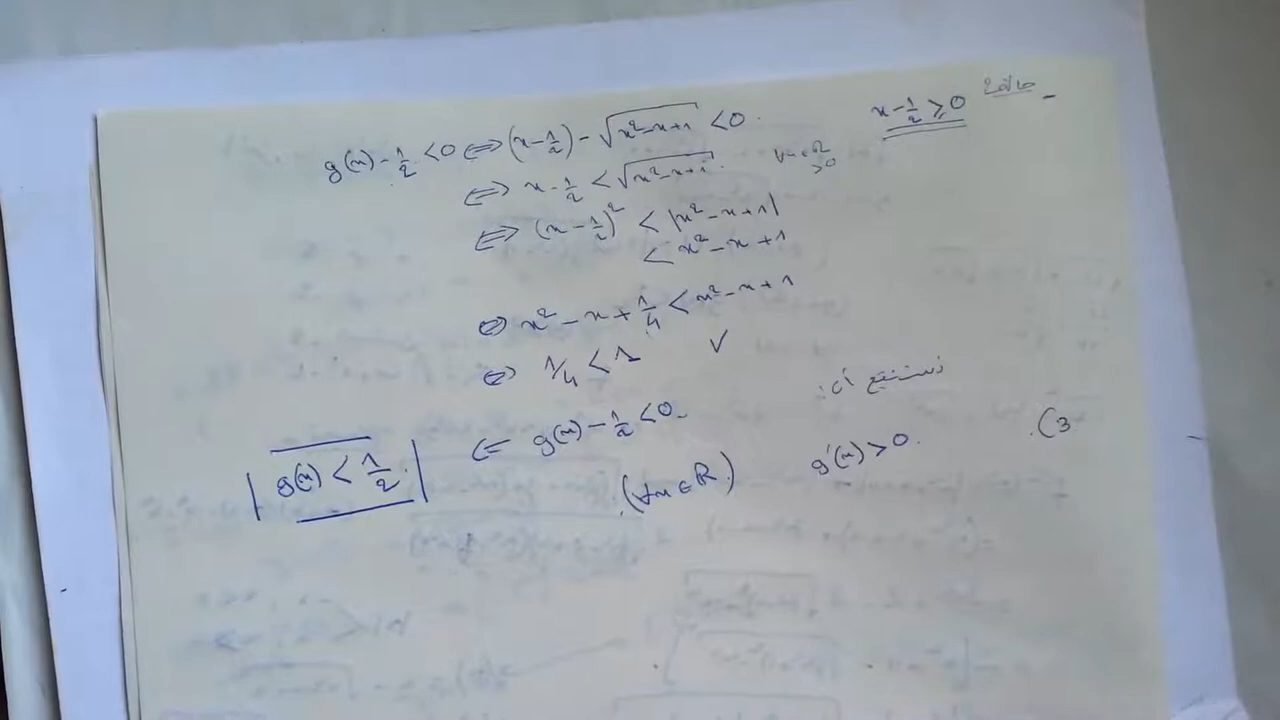 g(x) - 1/2 < 0 ⟺ (x - 1/2) - √(x² - x + 1) < 0. x - 1/2 ⩾ 0 حالة 2 -
⟺ x - 1/2 < √(x² - x + 1). ∀x∈ℝ > 0
⟺ (x - 1/2)² < |x² - x + 1|
< x² - x + 1
⟺ x² - x + 1/4 < x² - x + 1
⟺ 1/4 < 1 ✓
نستنتج أن:
g(x) < 1/2. ⟸ g(x) - 1/2 < 0.
(∀x∈ℝ.) g'(x) > 0. (3.